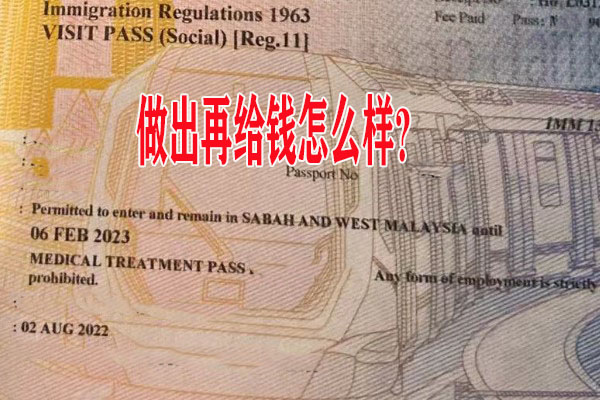 Immigration Regulations 1963
Fee Paid Pass:
VISIT PASS (Social) [Reg.11]
做出再给钱怎么样?
IMM 15
: -
: -
Passport No
: Permitted to enter and remain in SABAH AND WEST MALAYSIA until
06 FEB 2023
MEDICAL TREATMENT PASS . Any form of employment is strictly
prohibited.
:
: 02 AUG 2022